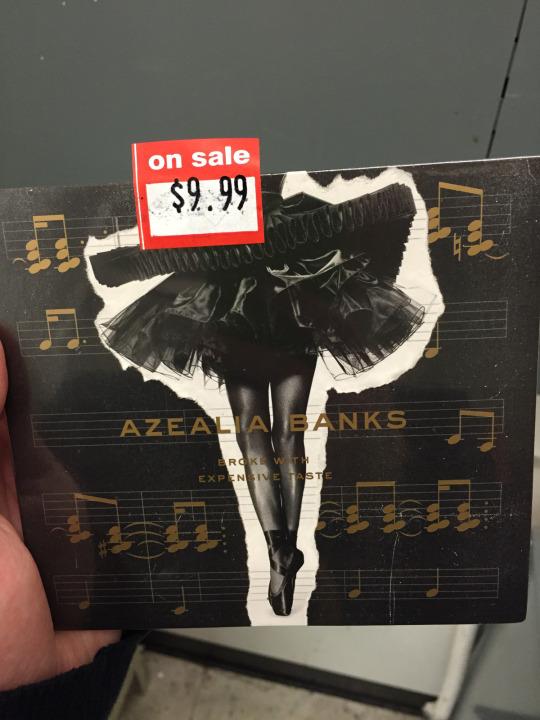 on sale
$9.99
AZEALIA BANKS
BROKE WITH
EXPENSIVE TASTE